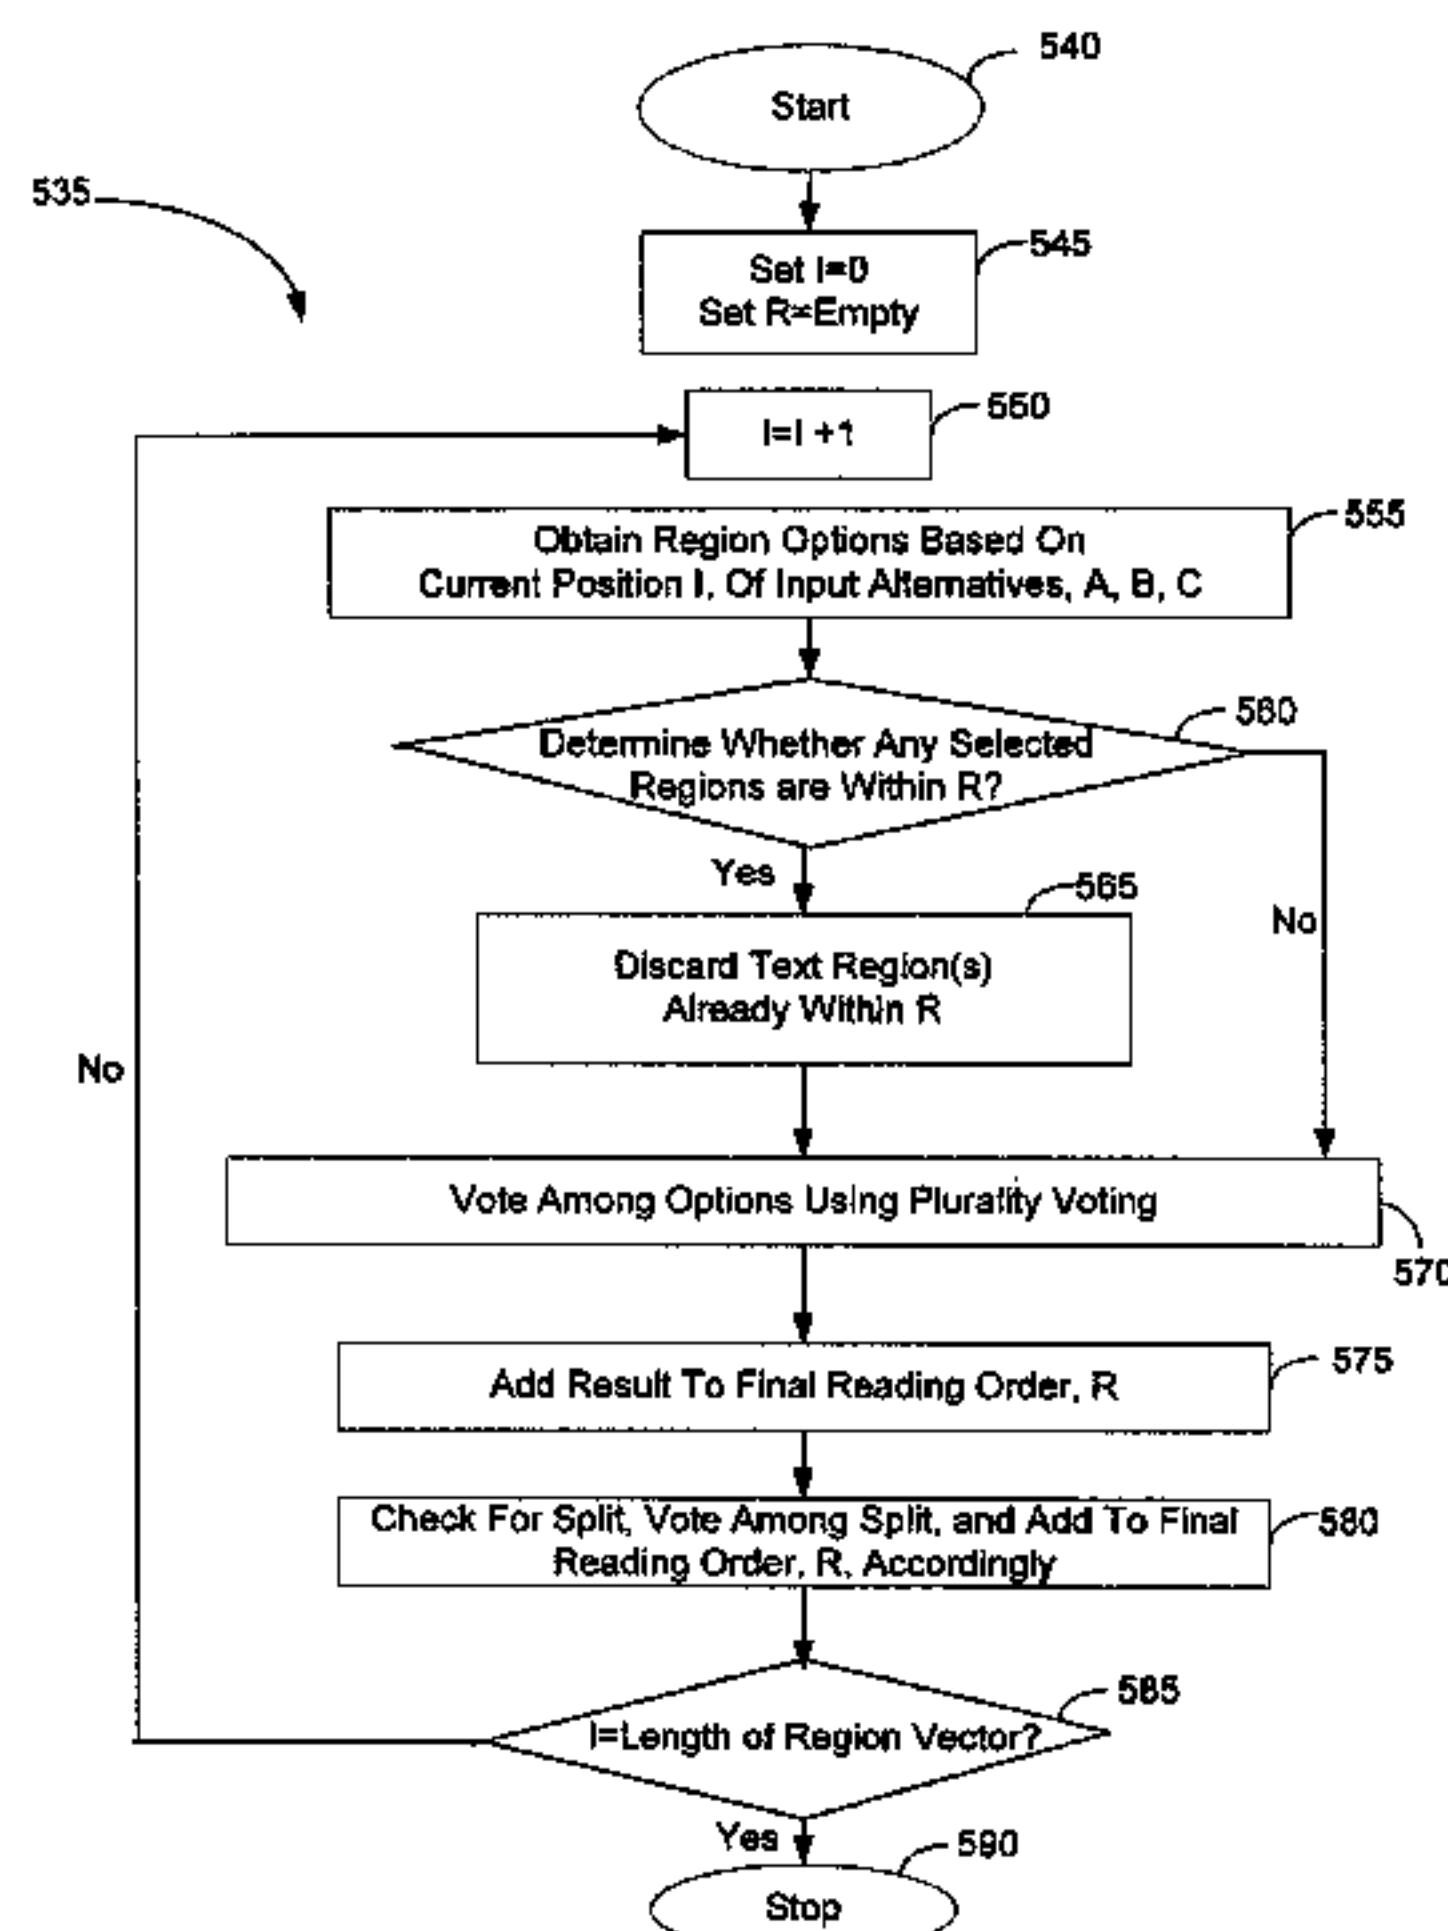 540
Start
535
545
Set I=0
Set R=Empty
550
I=I +1
555
Obtain Region Options Based On
Current Position I, Of Input Alternatives, A, B, C
560
Determine Whether Any Selected
Regions are Within R?
Yes
565
No
Discard Text Region(s)
Already Within R
No
Vote Among Options Using Plurality Voting
570
575
Add Result To Final Reading Order, R
580
Check For Split, Vote Among Split, and Add To Final
Reading Order, R, Accordingly
585
I=Length of Region Vector?
Yes
590
Stop